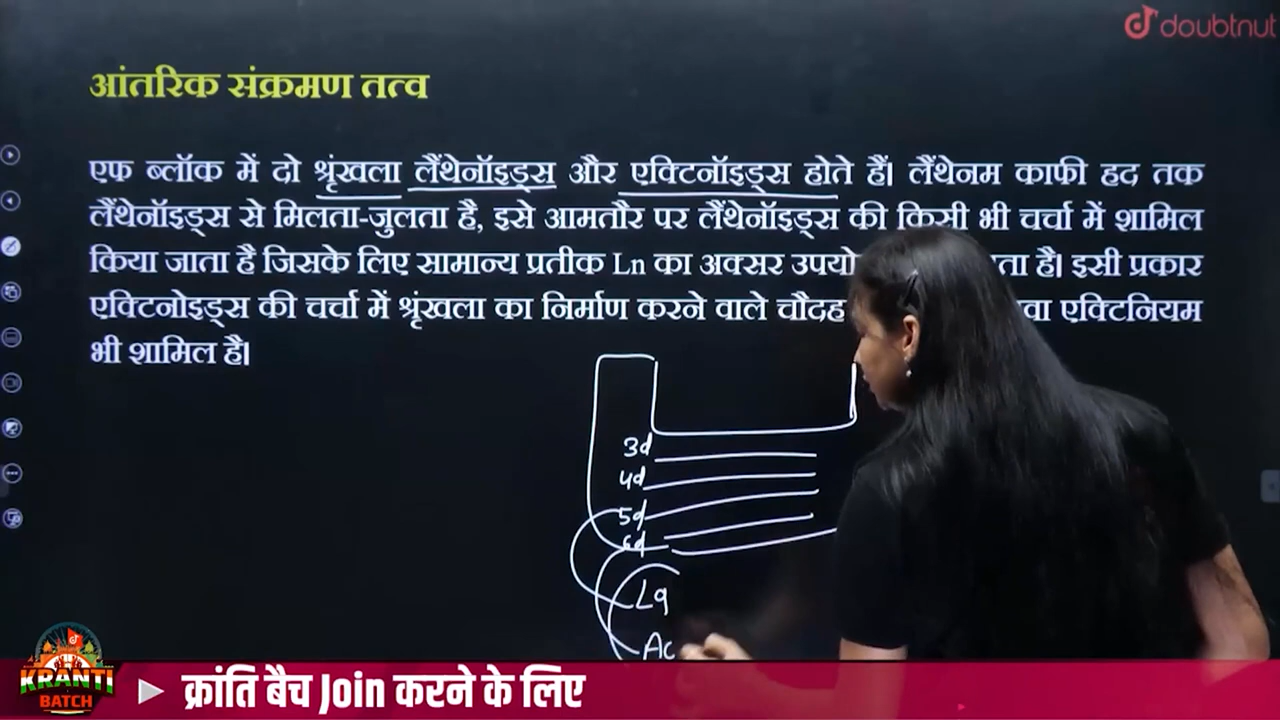 doubtnut
आंतरिक संक्रमण तत्व
एफ ब्लॉक में दो श्रृंखला लैंथेनॉइड्स और एक्टिनॉइड्स होते हैं। लैंथेनम काफी हद तक
लैंथेनॉइड्स से मिलता-जुलता है, इसे आमतौर पर लैंथेनॉइड्स की किसी भी चर्चा में शामिल
किया जाता है जिसके लिए सामान्य प्रतीक Ln का अक्सर है। इसी प्रकार
एक्टिनोइड्स की चर्चा में श्रृंखला का निर्माण करने वाले चौदह एक्टिनियम
भी शामिल है।
3d
4d
5d
6d
La
Ac
KRANTI
BATCH
क्रांति बैच Join करने के लिए